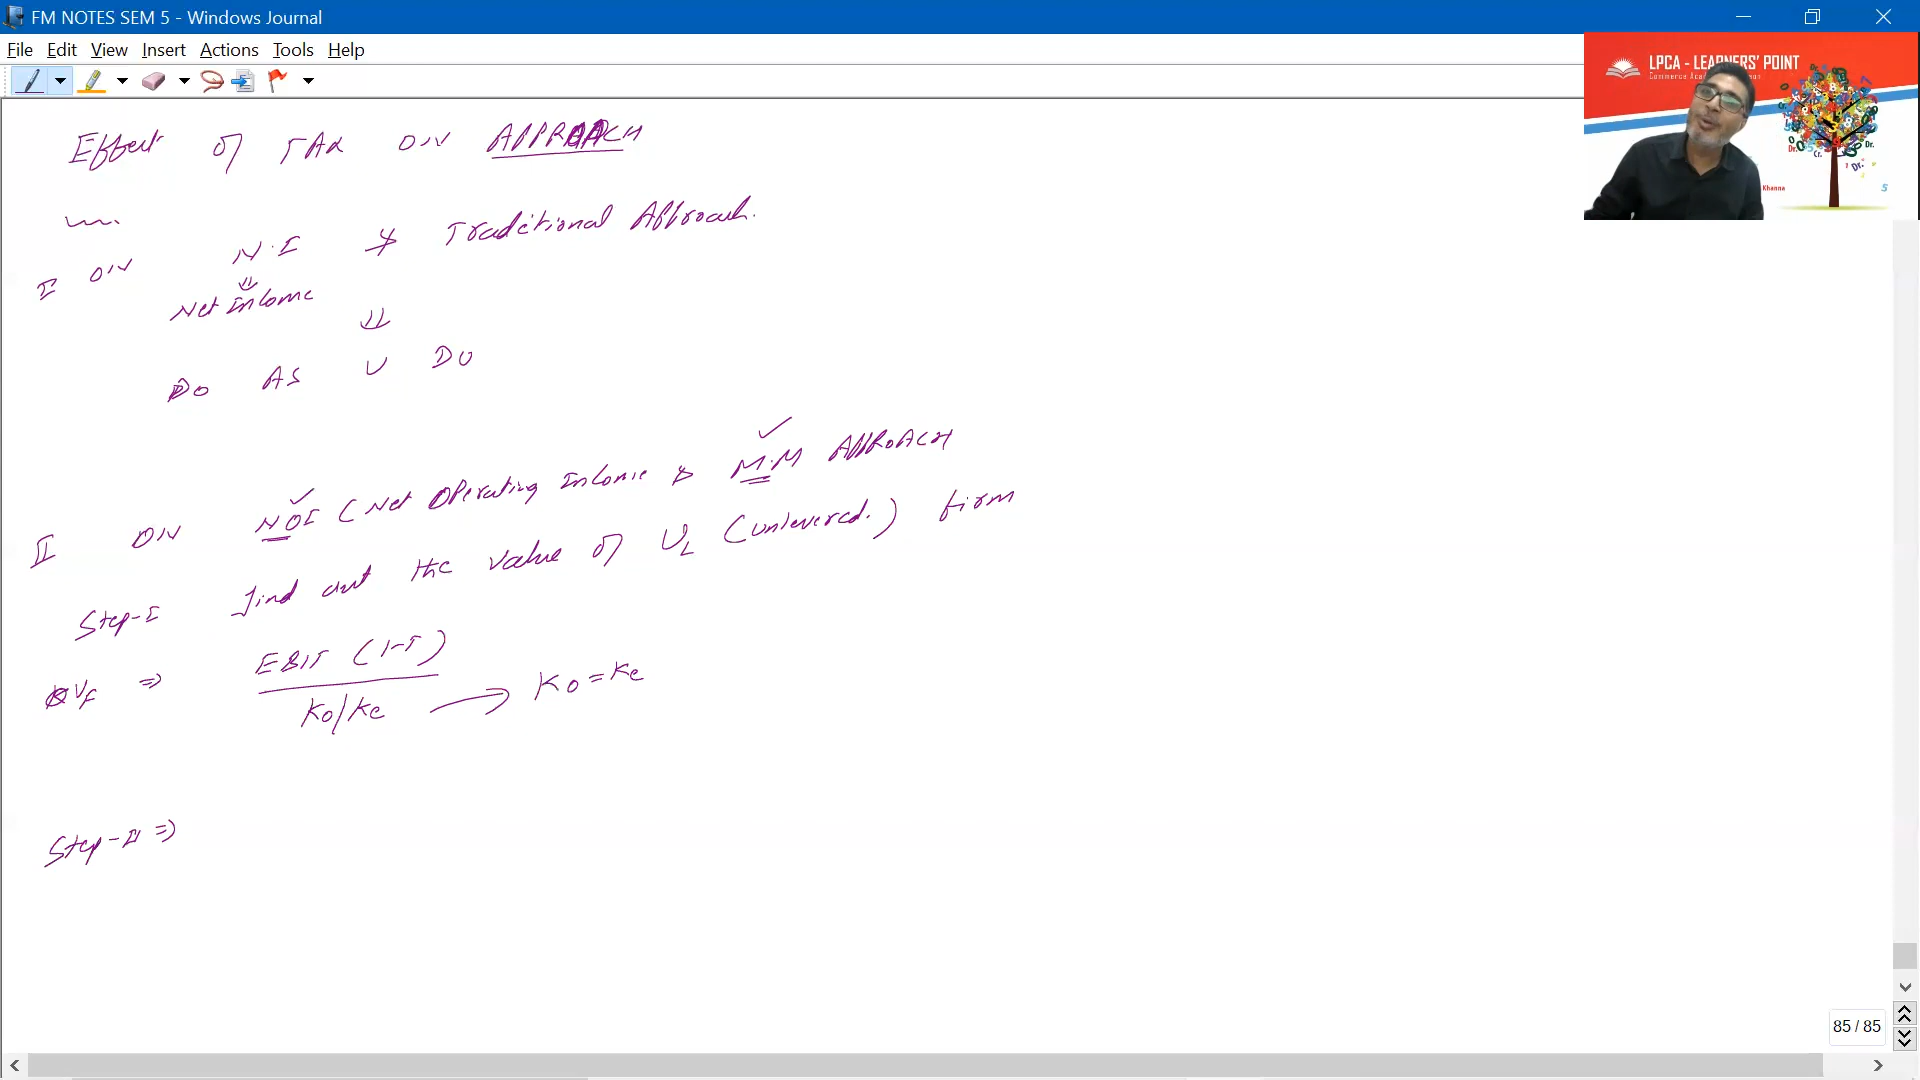 FM NOTES SEM 5 - Windows Journal
File Edit View Insert Actions Tools Help
LPCA - LEARNERS' POINT
Khanna
Effect of TAX ON APPROACH
I ON N.I & Traditional Approach.
Net Income
DO AS U DO
II ON NOI (Net Operating Income & M.M APPROACH
Step-I Find out the value of UL (unlevered.) firm
VF ⇒ EBIT (1-T)
Ko/Ke → Ko = Ke
Step-II ⇒
85 / 85